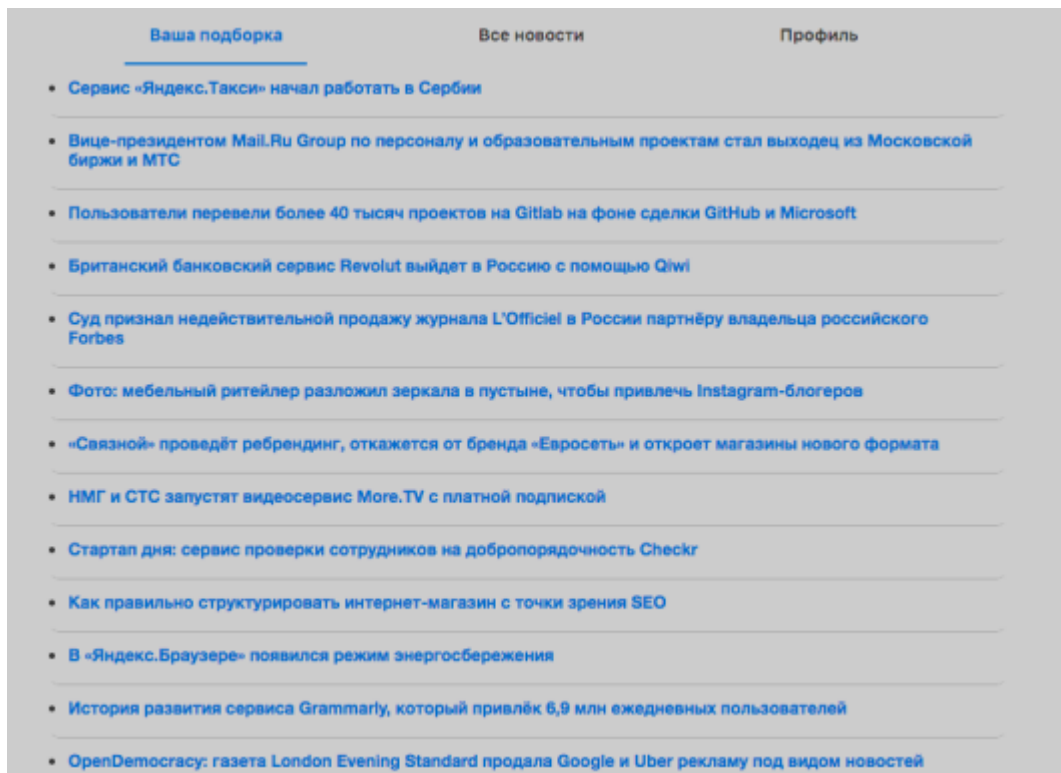 Ваша подборка Все новости Профиль
Сервис «Яндекс.Такси» начал работать в Сербии
Вице-президентом Mail.Ru Group по персоналу и образовательным проектам стал выходец из Московской
биржи и МТС
Пользователи перевели более 40 тысяч проектов на Gitlab на фоне сделки GitHub и Microsoft
Британский банковский сервис Revolut выйдет в Россию с помощью Qiwi
Суд признал недействительной продажу журнала L'Officiel в России партнёру владельца российского
Forbes
Фото: мебельный ритейлер разложил зеркала в пустыне, чтобы привлечь Instagram-блогеров
«Связной» проведёт ребрендинг, откажется от бренда «Евросеть» и откроет магазины нового формата
НМГ и СТС запустят видеосервис More.TV с платной подпиской
Стартап дня: сервис проверки сотрудников на добропорядочность Checkr
Как правильно структурировать интернет-магазин с точки зрения SEO
В «Яндекс.Браузере» появился режим энергосбережения
История развития сервиса Grammarly, который привлёк 6,9 млн ежедневных пользователей
OpenDemocracy: газета London Evening Standard продала Google и Uber рекламу под видом новостей